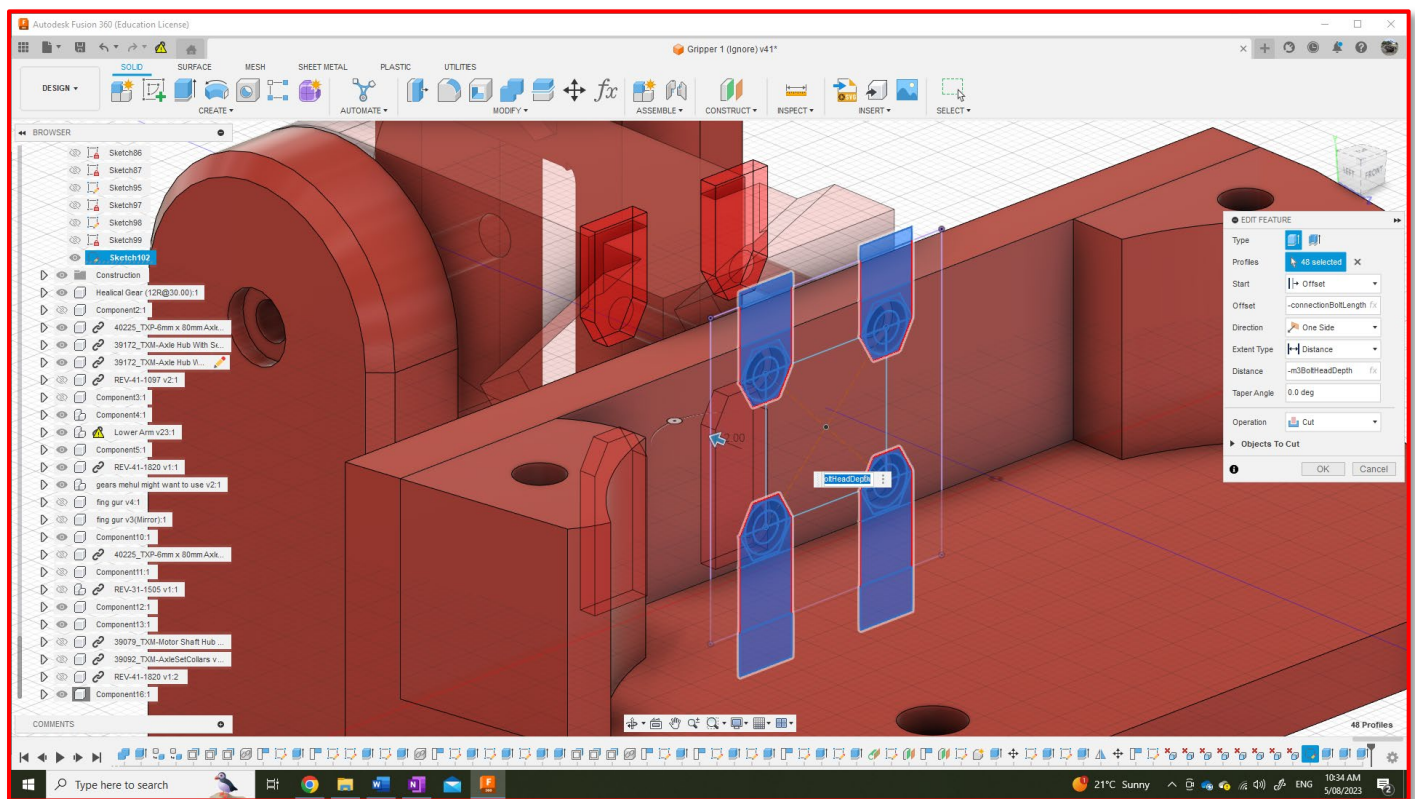 Autodesk Fusion 360 (Education License)
Gripper 1 (Ignore) v41*
SOLID SURFACE MESH SHEET METAL PLASTIC UTILITIES
DESIGN
CREATE AUTOMATE MODIFY ASSEMBLE CONSTRUCT INSPECT INSERT SELECT
BROWSER
Sketch86
Sketch87
Sketch95
Sketch97
Sketch98
Sketch99
Sketch102
Construction
Healical Gear (12R@30.00):1
Component2:1
40225_TXP-6mm x 80mm Axle...
39172_TXM-Axle Hub With Se...
39172_TXM-Axle Hub W...
REV-41-1097 v2:1
Component3:1
Component4:1
Lower Arm v23:1
Component5:1
REV-41-1820 v1:1
gears mehul might want to use v2:1
fing gur v4:1
fing gur v3(Mirror):1
Component10:1
40225_TXP-6mm x 80mm Axle...
Component11:1
REV-31-1505 v1:1
Component12:1
Component13:1
39079_TXM-Motor Shaft Hub ...
39092_TXM-AxleSetCollars v...
REV-41-1820 v1:2
Component16:1
COMMENTS
LEFT FRONT
2.00
oltHeadDepth
EDIT FEATURE
Type
Profiles 48 selected
Start Offset
Offset -connectionBoltLength fx
Direction One Side
Extent Type Distance
Distance -m3BoltHeadDepth fx
Taper Angle 0.0 deg
Operation Cut
Objects To Cut
OK Cancel
48 Profiles
Type here to search
21°C Sunny
ENG
10:34 AM
5/08/2023
2